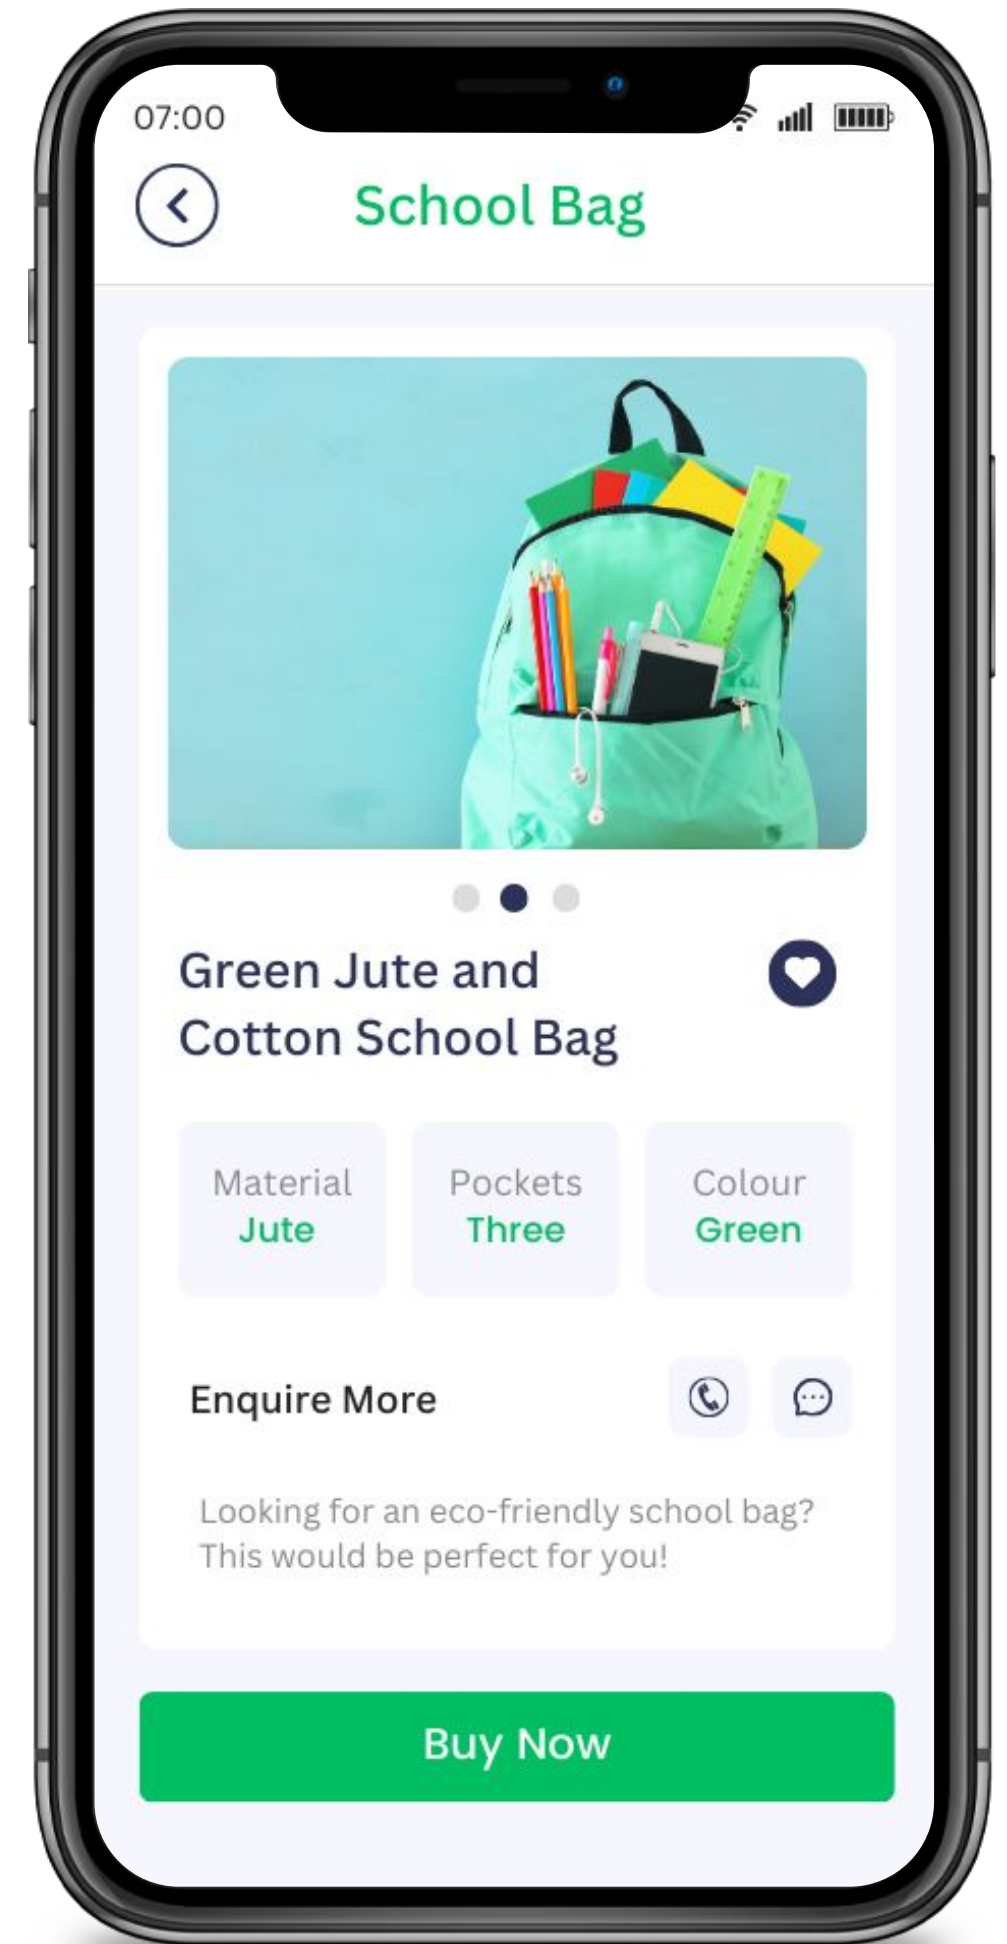 07:00
School Bag
Green Jute and
Cotton School Bag
Material
Jute
Pockets
Three
Colour
Green
Enquire More
Looking for an eco-friendly school bag?
This would be perfect for you!
Buy Now